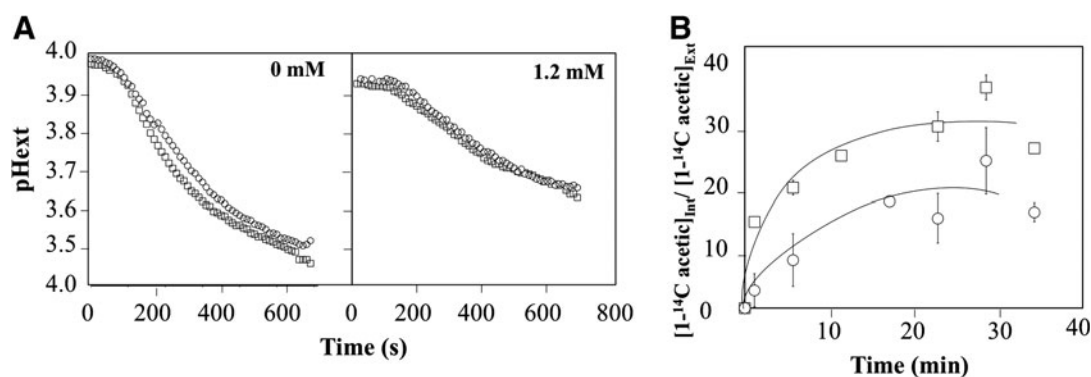 A
0 mM
1.2 mM
pHext
4.0
3.9
3.8
3.7
3.6
3.5
4.0
0 200 400 600 0 200 400 600 800
Time (s)
B
[1-¹⁴C acetic]Int/ [1-¹⁴C acetic]Ext
40
30
20
10
0
10 20 30 40
Time (min)